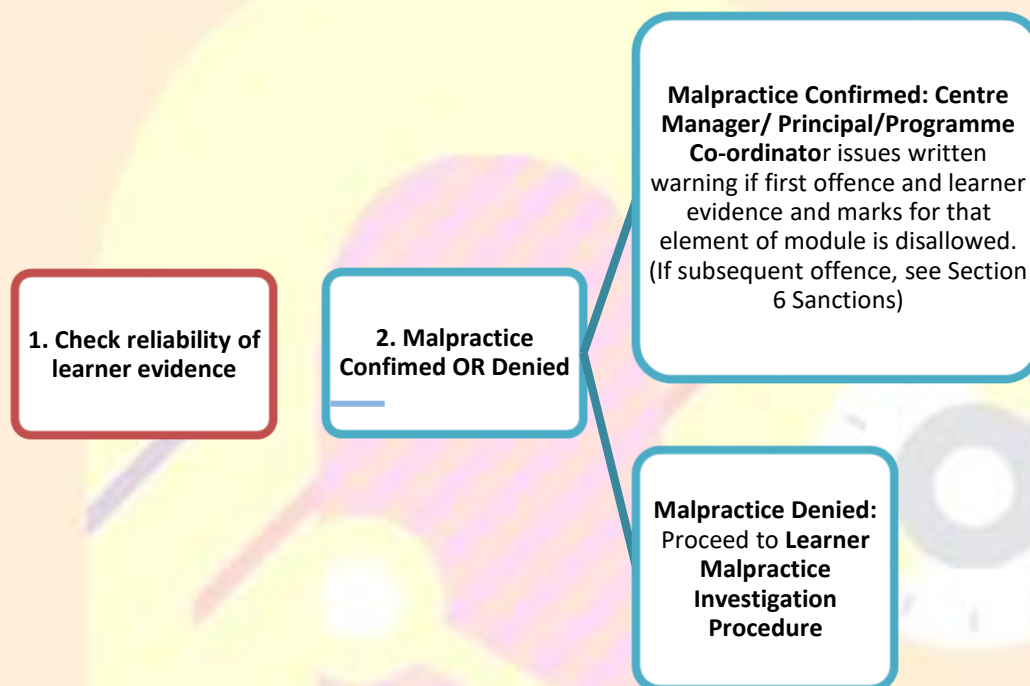 1. Check reliability of
learner evidence
2. Malpractice
Confimed OR Denied
Malpractice Confirmed: Centre
Manager/ Principal/Programme
Co-ordinator issues written
warning if first offence and learner
evidence and marks for that
element of module is disallowed.
(If subsequent offence, see Section
6 Sanctions)
Malpractice Denied:
Proceed to Learner
Malpractice
Investigation
Procedure